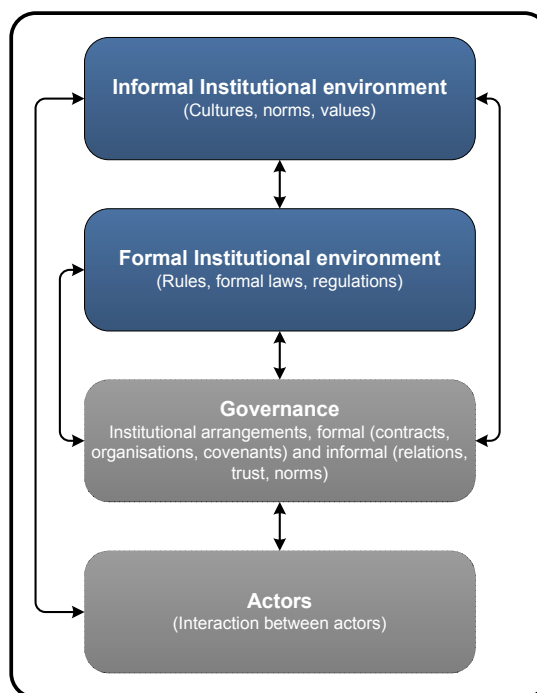 Informal Institutional environment
(Cultures, norms, values)
Formal Institutional environment
(Rules, formal laws, regulations)
Governance
Institutional arrangements, formal (contracts,
organisations, covenants) and informal (relations,
trust, norms)
Actors
(Interaction between actors)